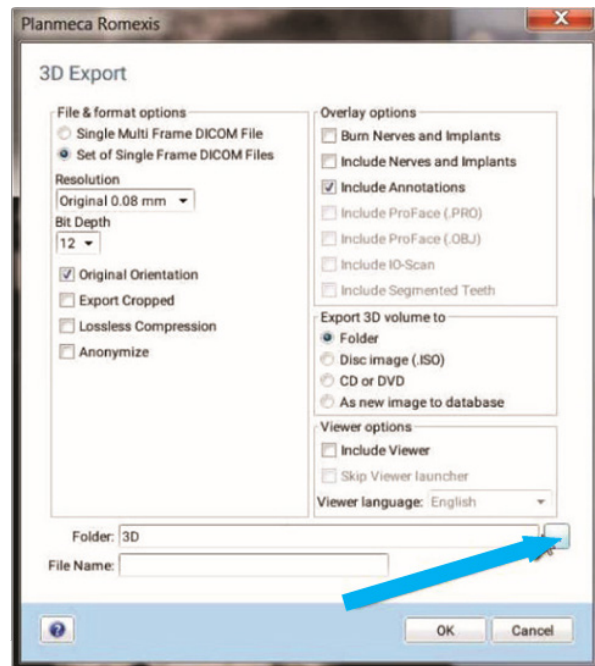 Planmeca Romexis
3D Export
File & format options
Single Multi Frame DICOM File
Set of Single Frame DICOM Files
Resolution
Original 0.08 mm
Bit Depth
12
Original Orientation
Export Cropped
Lossless Compression
Anonymize
Overlay options
Burn Nerves and Implants
Include Nerves and Implants
Include Annotations
Include ProFace (.PRO)
Include ProFace (.OBJ)
Include IO-Scan
Include Segmented Teeth
Export 3D volume to
Folder
Disc image (.ISO)
CD or DVD
As new image to database
Viewer options
Include Viewer
Skip Viewer launcher
Viewer language: English
Folder: 3D
File Name:
OK Cancel